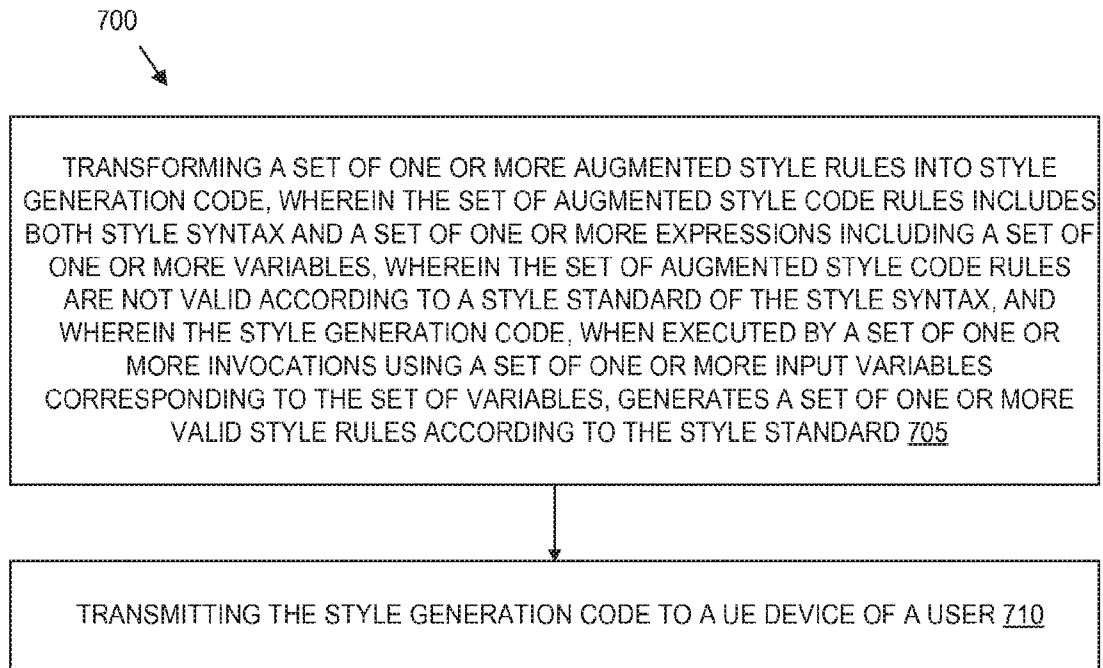 700
TRANSFORMING A SET OF ONE OR MORE AUGMENTED STYLE RULES INTO STYLE
GENERATION CODE, WHEREIN THE SET OF AUGMENTED STYLE CODE RULES INCLUDES
BOTH STYLE SYNTAX AND A SET OF ONE OR MORE EXPRESSIONS INCLUDING A SET OF
ONE OR MORE VARIABLES, WHEREIN THE SET OF AUGMENTED STYLE CODE RULES
ARE NOT VALID ACCORDING TO A STYLE STANDARD OF THE STYLE SYNTAX, AND
WHEREIN THE STYLE GENERATION CODE, WHEN EXECUTED BY A SET OF ONE OR
MORE INVOCATIONS USING A SET OF ONE OR MORE INPUT VARIABLES
CORRESPONDING TO THE SET OF VARIABLES, GENERATES A SET OF ONE OR MORE
VALID STYLE RULES ACCORDING TO THE STYLE STANDARD 705
TRANSMITTING THE STYLE GENERATION CODE TO A UE DEVICE OF A USER 710